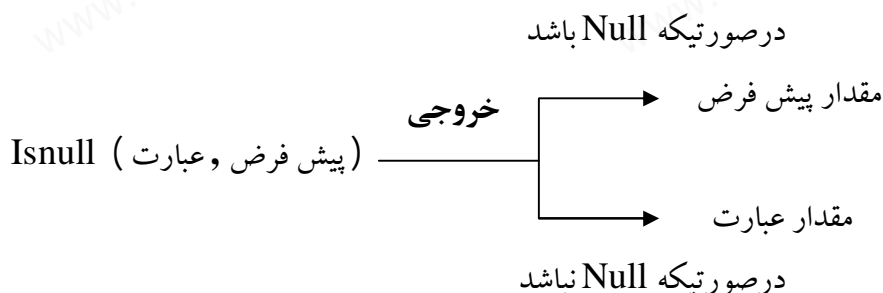 درصورتیکه Null باشد
مقدار پیش فرض
خروجی
Isnull ( عبارت , پیش فرض )
مقدار عبارت
درصورتیکه Null نباشد